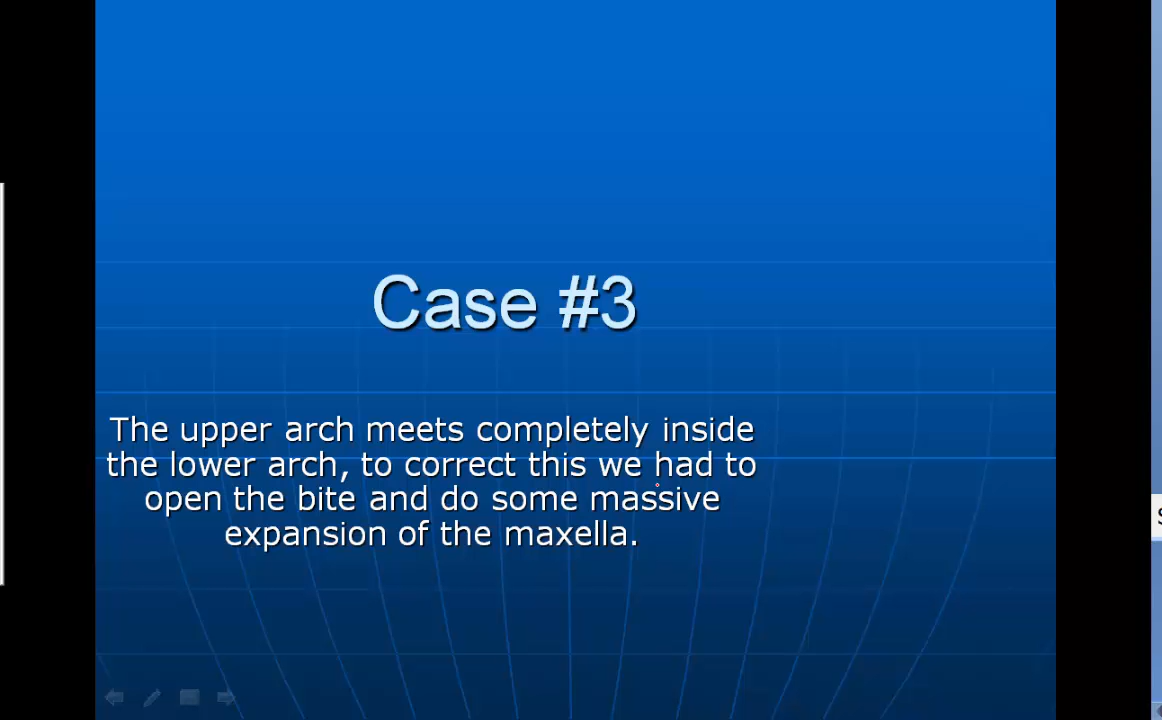 Case #3
The upper arch meets completely inside
the lower arch, to correct this we had to
open the bite and do some massive
expansion of the maxella.
S